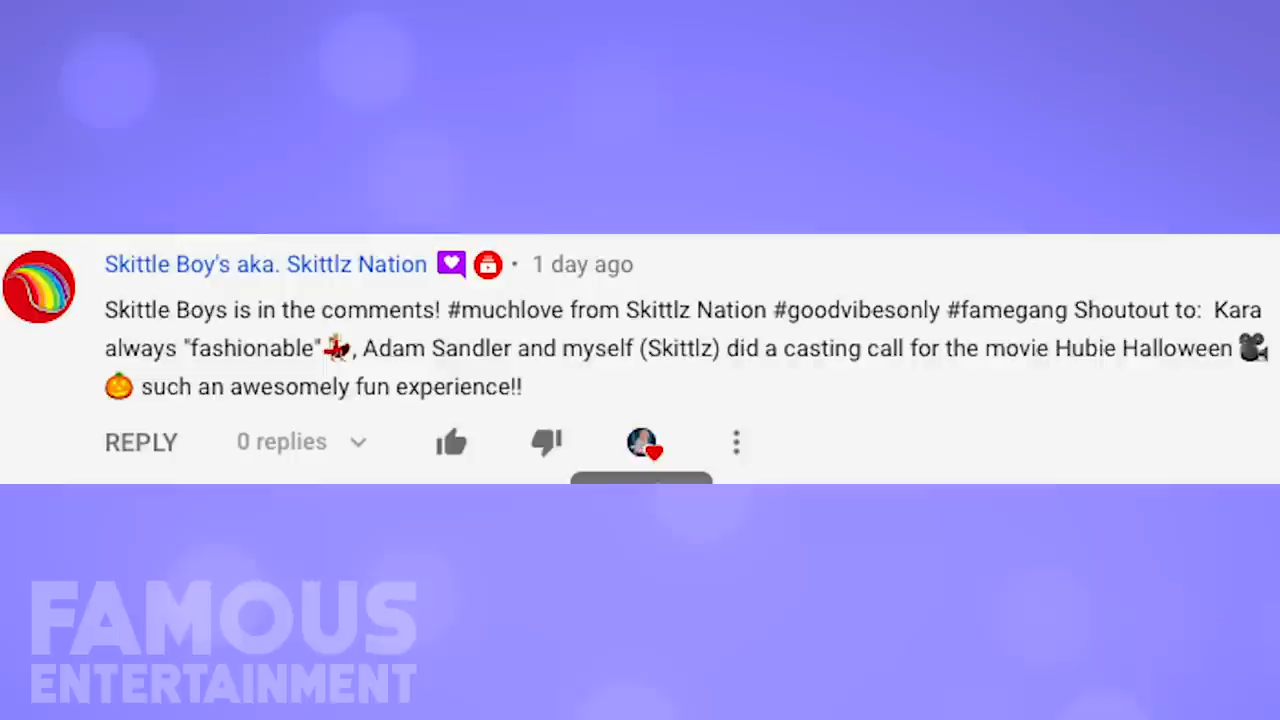 Skittle Boy's aka. Skittlz Nation · 1 day ago
Skittle Boys is in the comments! #muchlove from Skittlz Nation #goodvibesonly #famegang Shoutout to: Kara
always "fashionable"💃, Adam Sandler and myself (Skittlz) did a casting call for the movie Hubie Halloween 🎥
🎃 such an awesomely fun experience!!
REPLY 0 replies
FAMOUS
ENTERTAINMENT